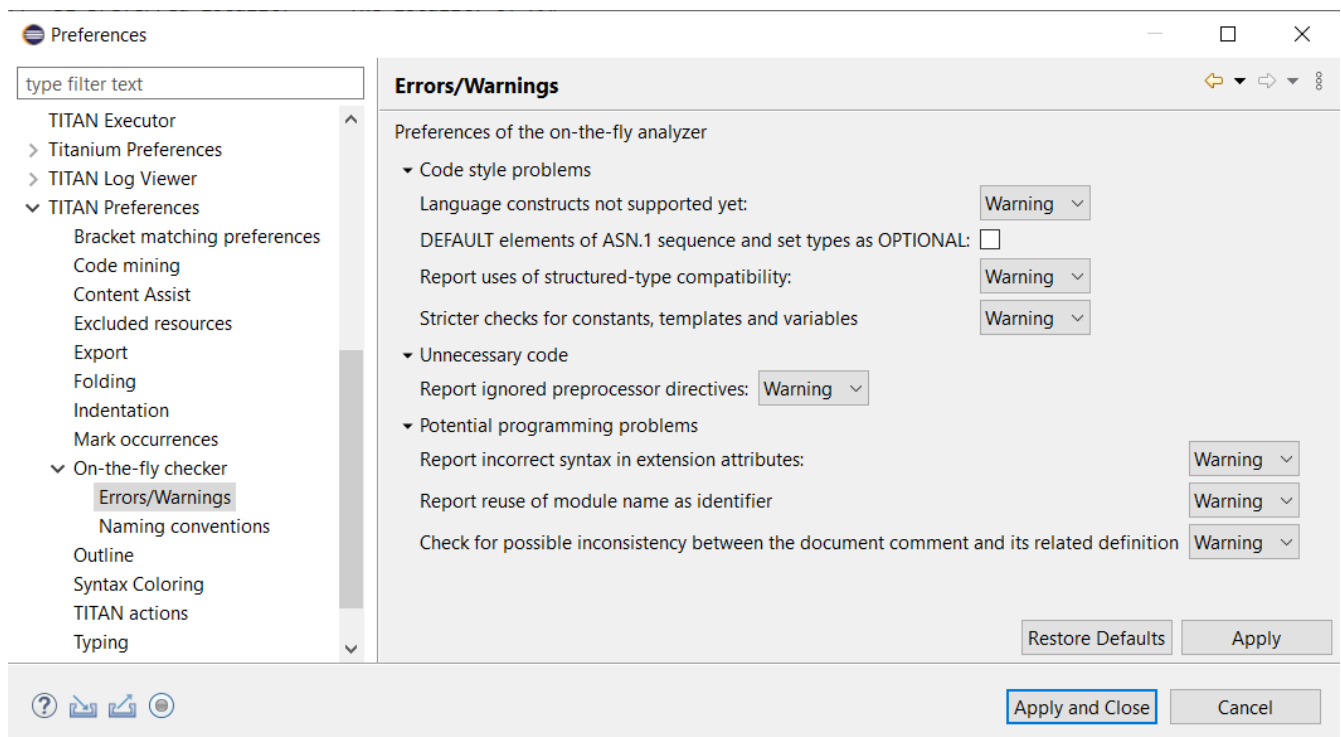 Preferences
type filter text
TITAN Executor
Titanium Preferences
TITAN Log Viewer
TITAN Preferences
Bracket matching preferences
Code mining
Content Assist
Excluded resources
Export
Folding
Indentation
Mark occurrences
On-the-fly checker
Errors/Warnings
Naming conventions
Outline
Syntax Coloring
TITAN actions
Typing
Errors/Warnings
Preferences of the on-the-fly analyzer
Code style problems
Language constructs not supported yet: Warning
DEFAULT elements of ASN.1 sequence and set types as OPTIONAL:
Report uses of structured-type compatibility: Warning
Stricter checks for constants, templates and variables Warning
Unnecessary code
Report ignored preprocessor directives: Warning
Potential programming problems
Report incorrect syntax in extension attributes: Warning
Report reuse of module name as identifier Warning
Check for possible inconsistency between the document comment and its related definition Warning
Restore Defaults Apply
Apply and Close Cancel